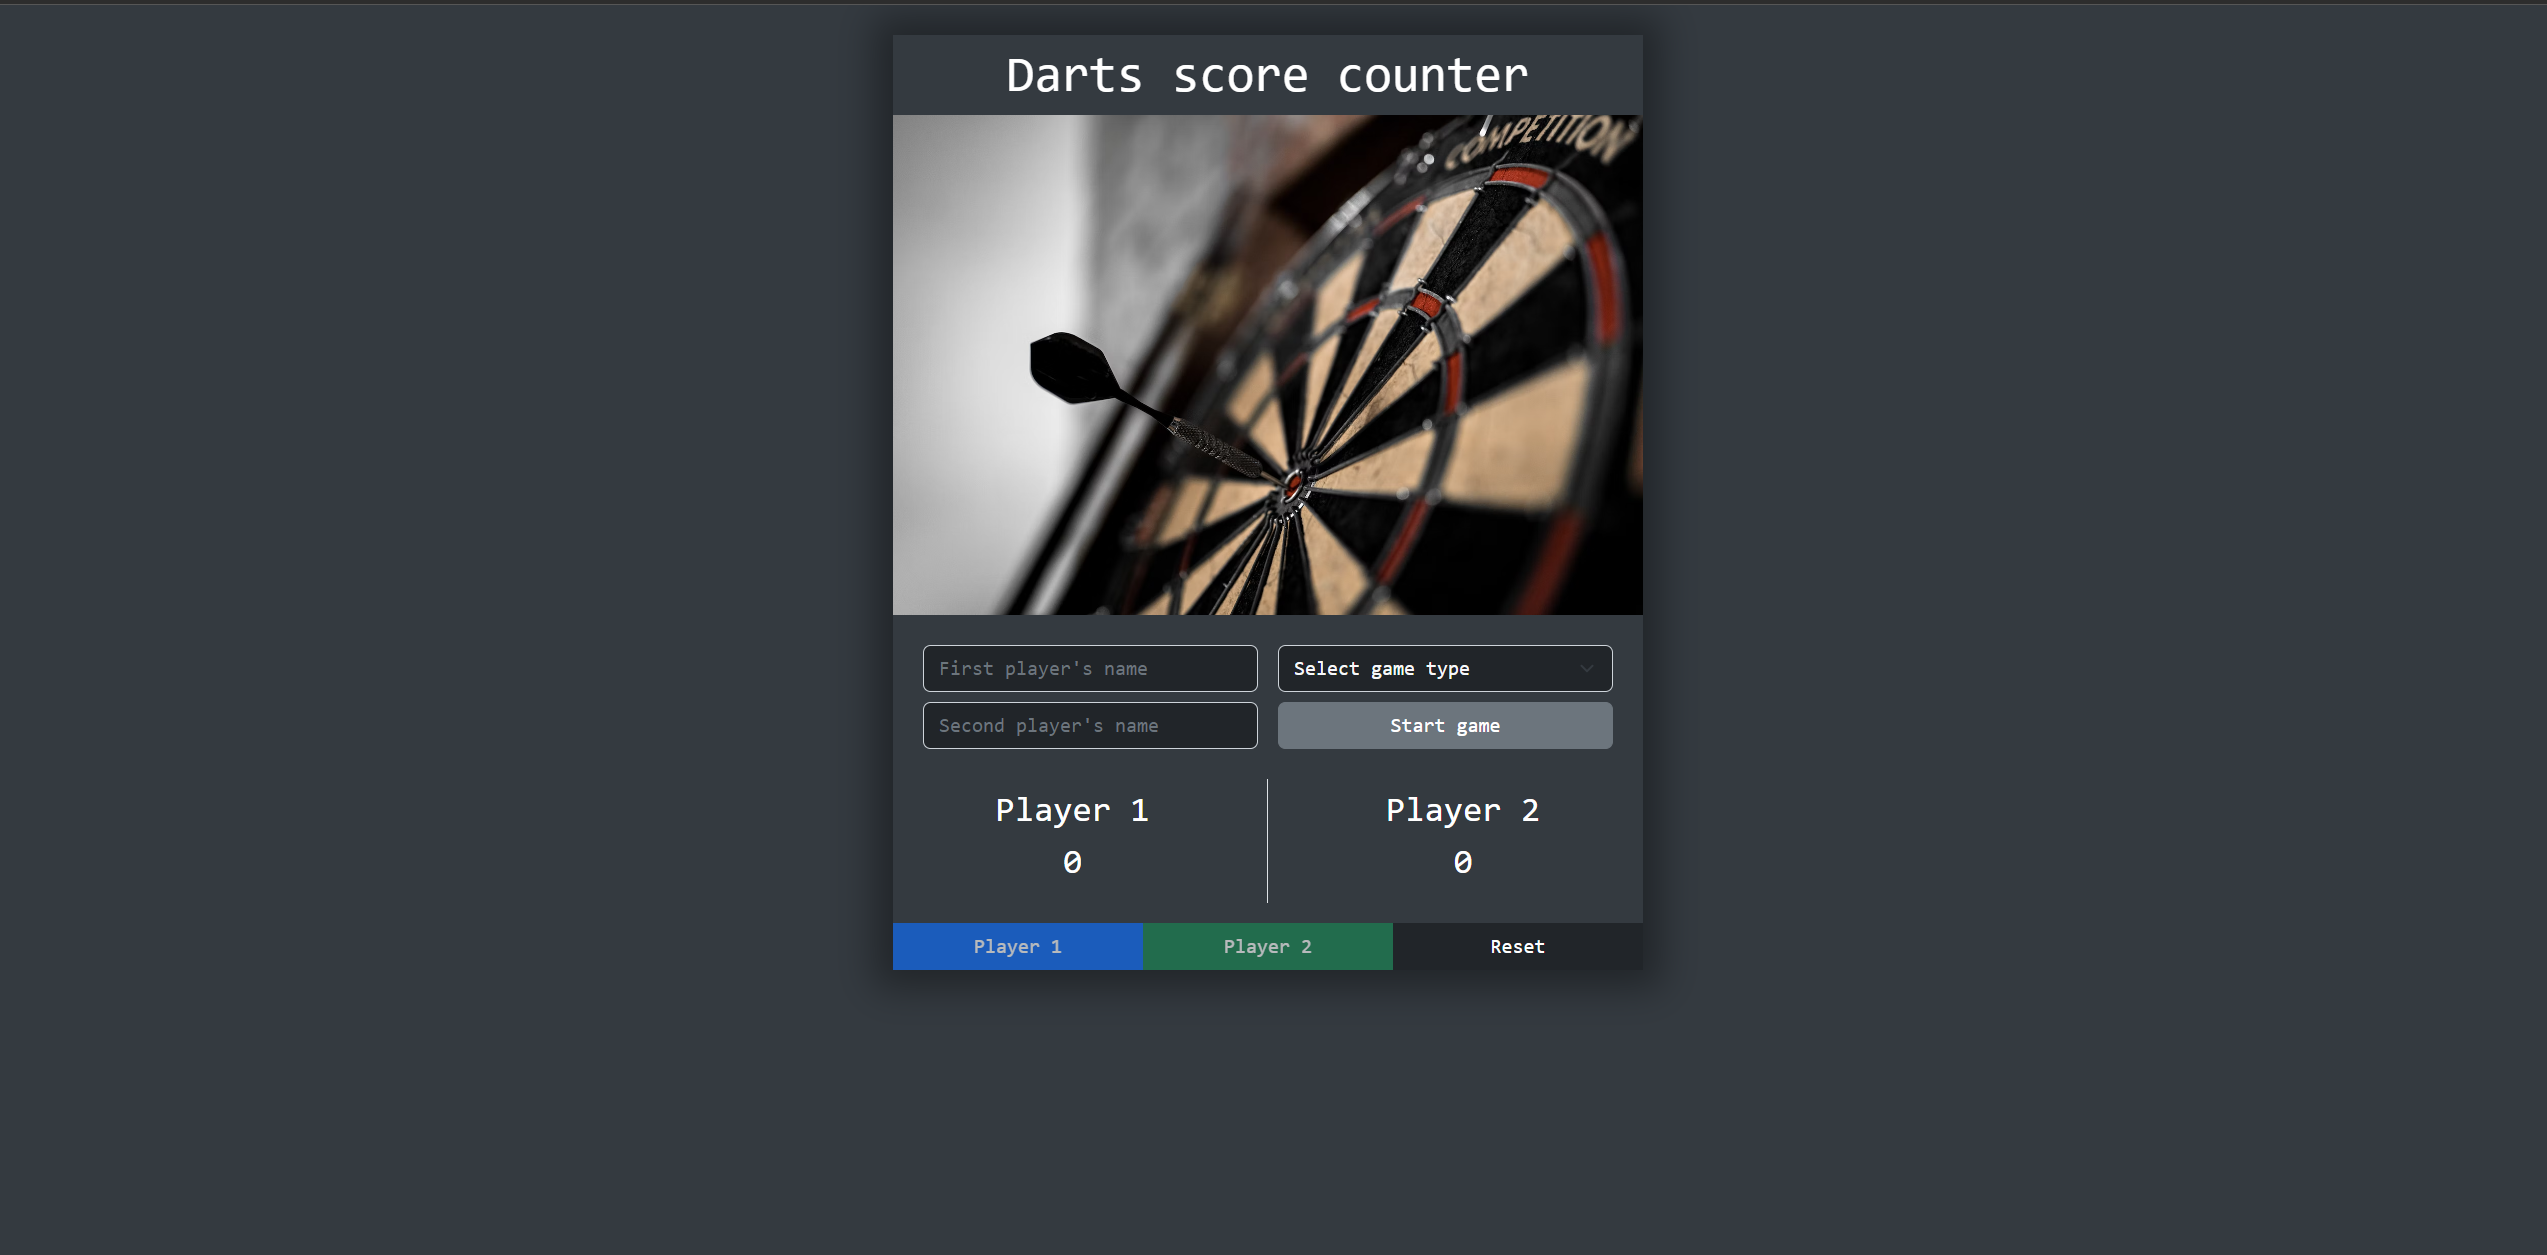 Darts score counter
COMPETITION
First player's name
Select game type
Second player's name
Start game
Player 1
Player 2
0
0
Player 1
Player 2
Reset